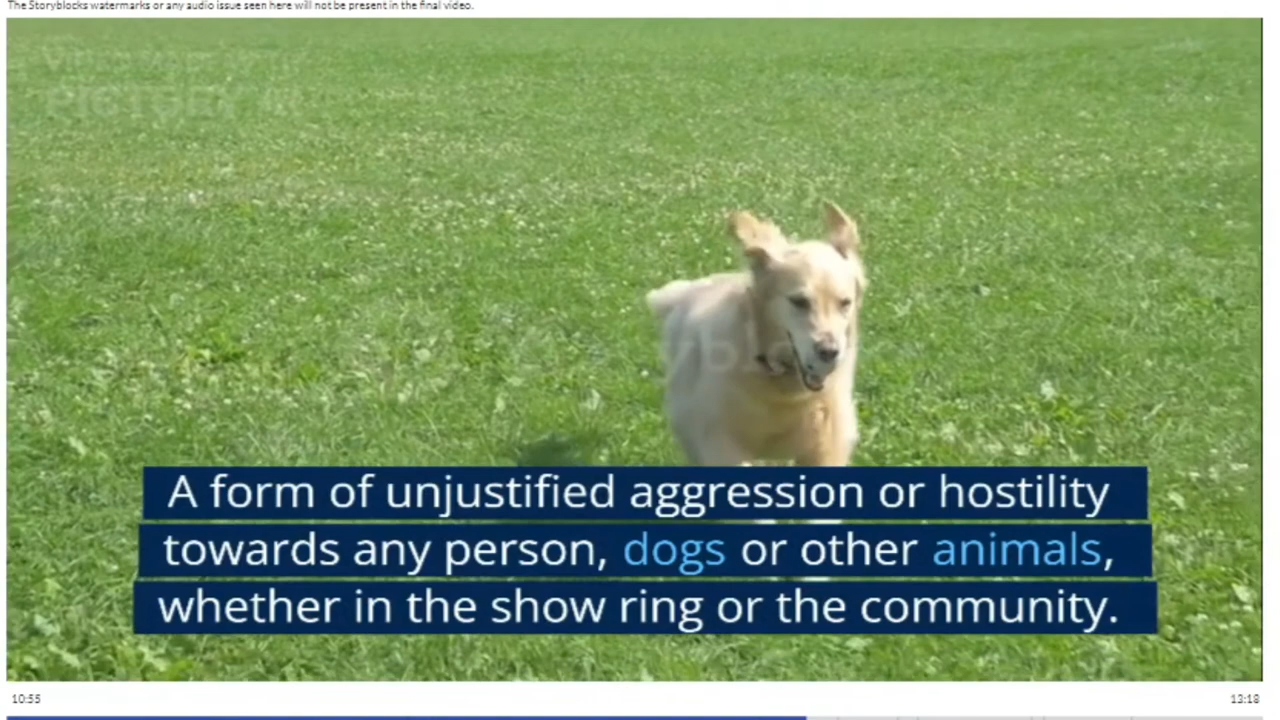 The Storyblocks watermarks or any audio issue seen here will not be present in the final video.
PICTORY
A form of unjustified aggression or hostility
towards any person, dogs or other animals,
whether in the show ring or the community.
10:55
13:18